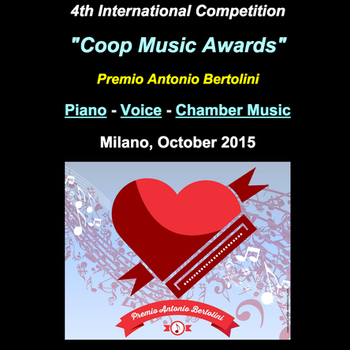 4th International Competition
"Coop Music Awards"
Premio Antonio Bertolini
Piano - Voice - Chamber Music
Milano, October 2015
Premio Antonio Bertolini